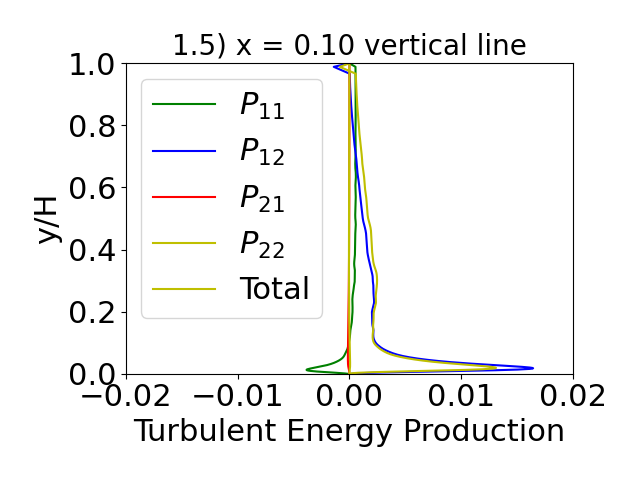 1.5) x = 0.10 vertical line
1.0
0.8
0.6
0.4
0.2
0.0
y/H
P₁₁
P₁₂
P₂₁
P₂₂
Total
−0.02 −0.01 0.00 0.01 0.02
Turbulent Energy Production